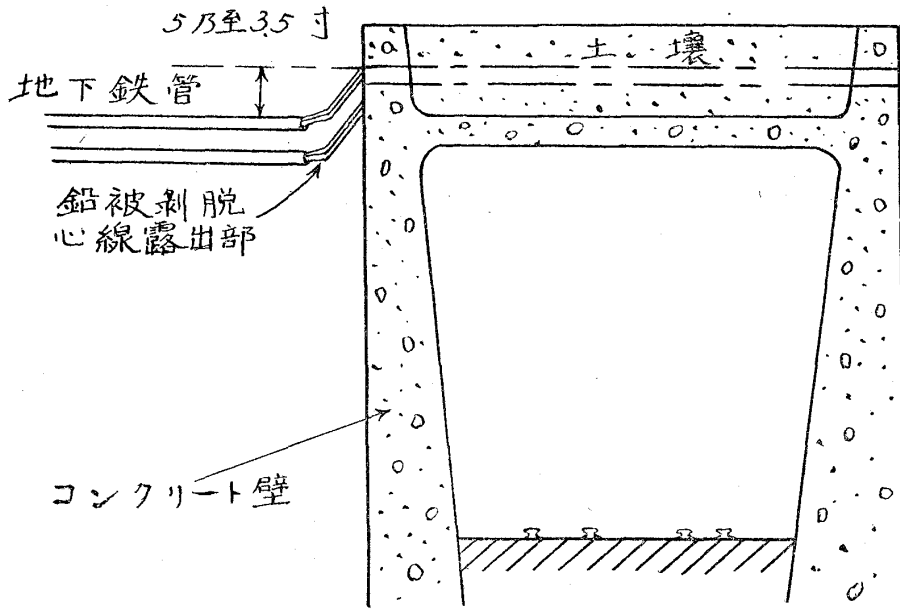 5乃至3.5寸
土壌
地下鉄管
鉛被剥脱
心線露出部
コンクリート壁